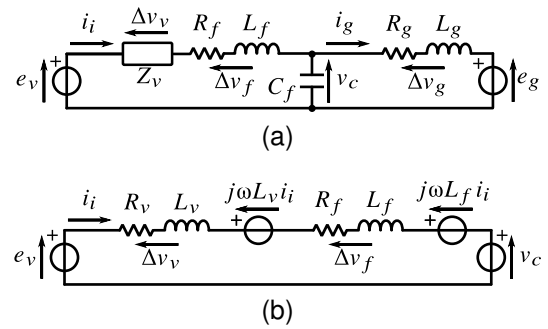 i_i Δv_v R_f L_f i_g R_g L_g
e_v + Z_v Δv_f C_f v_c Δv_g + e_g
(a)
i_i R_v L_v jωL_v i_i R_f L_f jωL_f i_i
e_v + Δv_v + Δv_f + + v_c
(b)